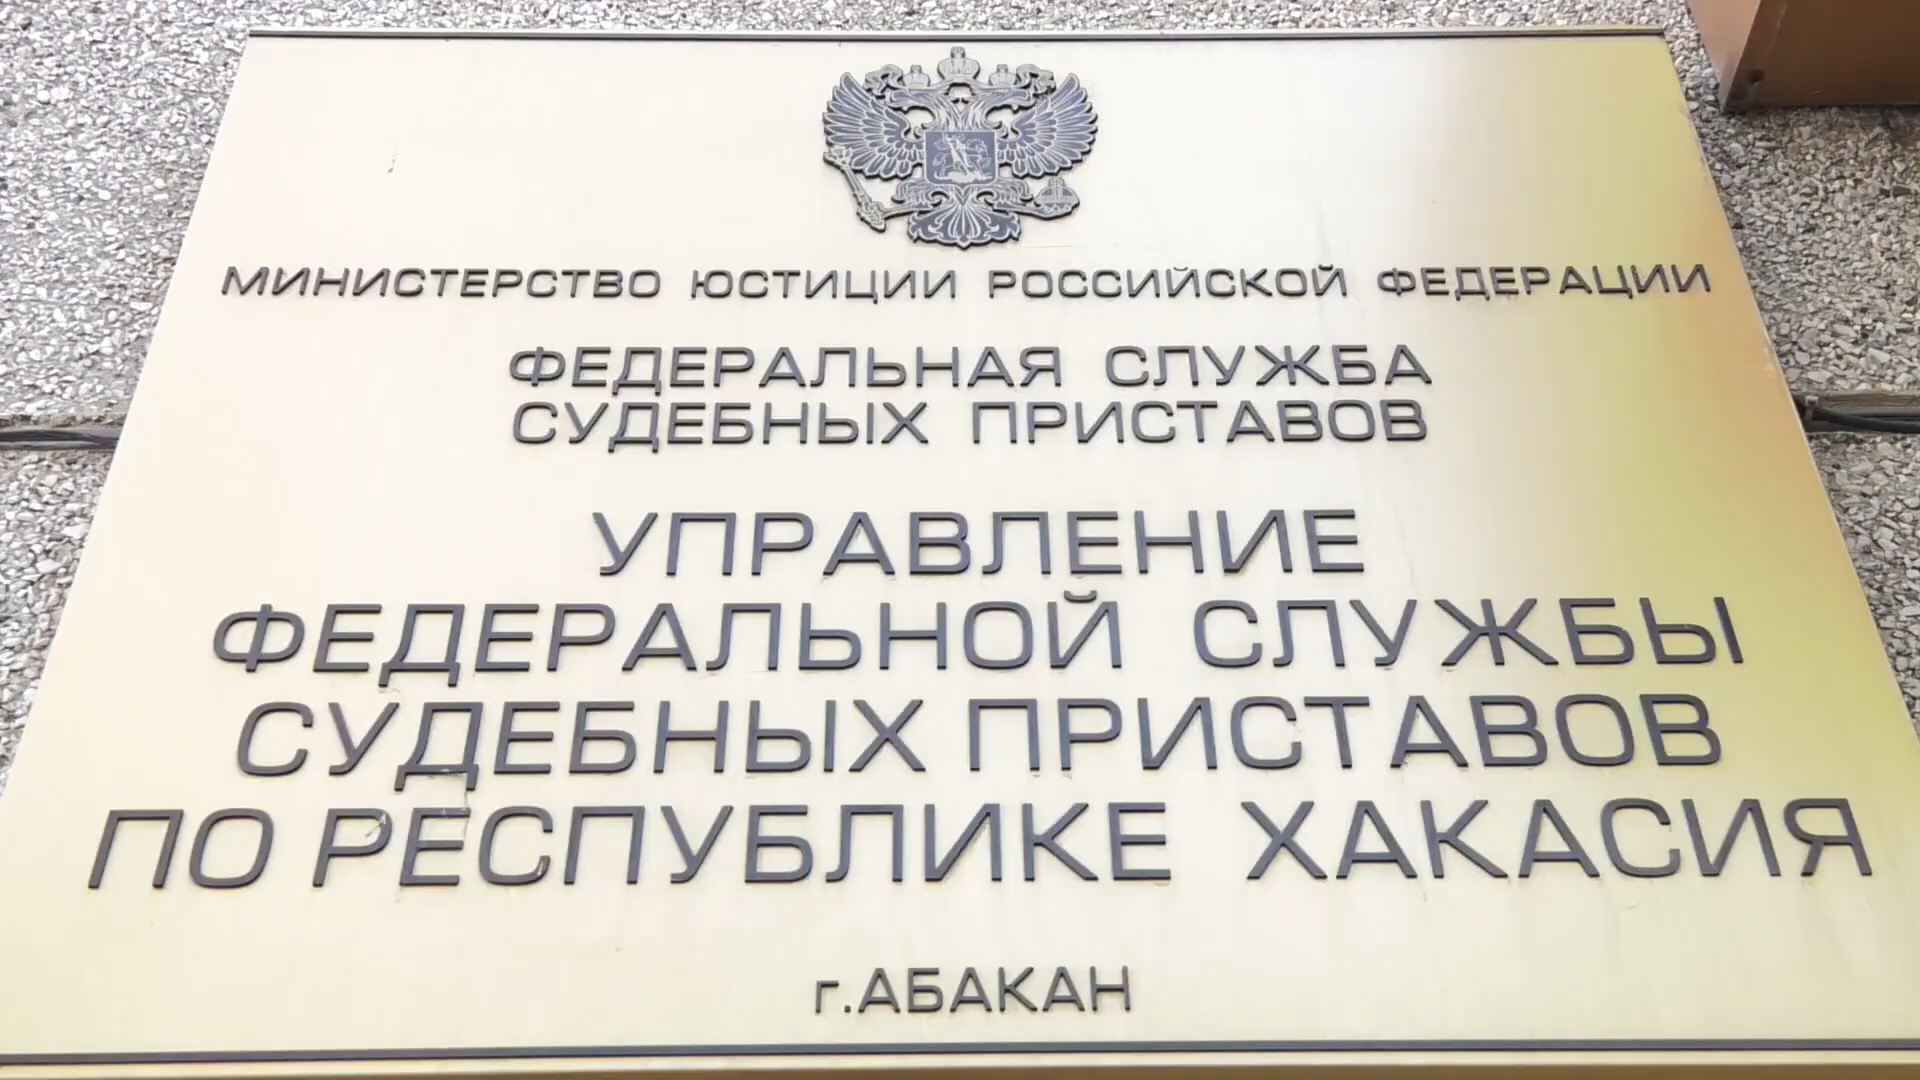 МИНИСТЕРСТВО ЮСТИЦИИ РОССИЙСКОЙ ФЕДЕРАЦИИ
ФЕДЕРАЛЬНАЯ СЛУЖБА
СУДЕБНЫХ ПРИСТАВОВ
УПРАВЛЕНИЕ
ФЕДЕРАЛЬНОЙ СЛУЖБЫ
СУДЕБНЫХ ПРИСТАВОВ
ПО РЕСПУБЛИКЕ ХАКАСИЯ
г.АБАКАН